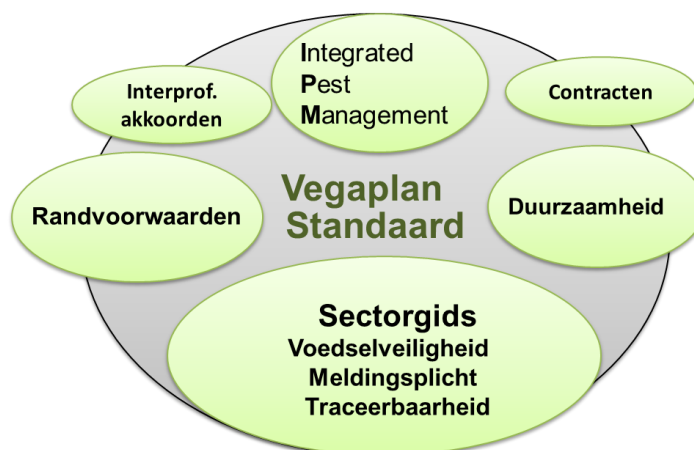 Integrated
Pest
Management
Interprof.
akkoorden
Contracten
Vegaplan
Standaard
Randvoorwaarden
Duurzaamheid
Sectorgids
Voedselveiligheid
Meldingsplicht
Traceerbaarheid